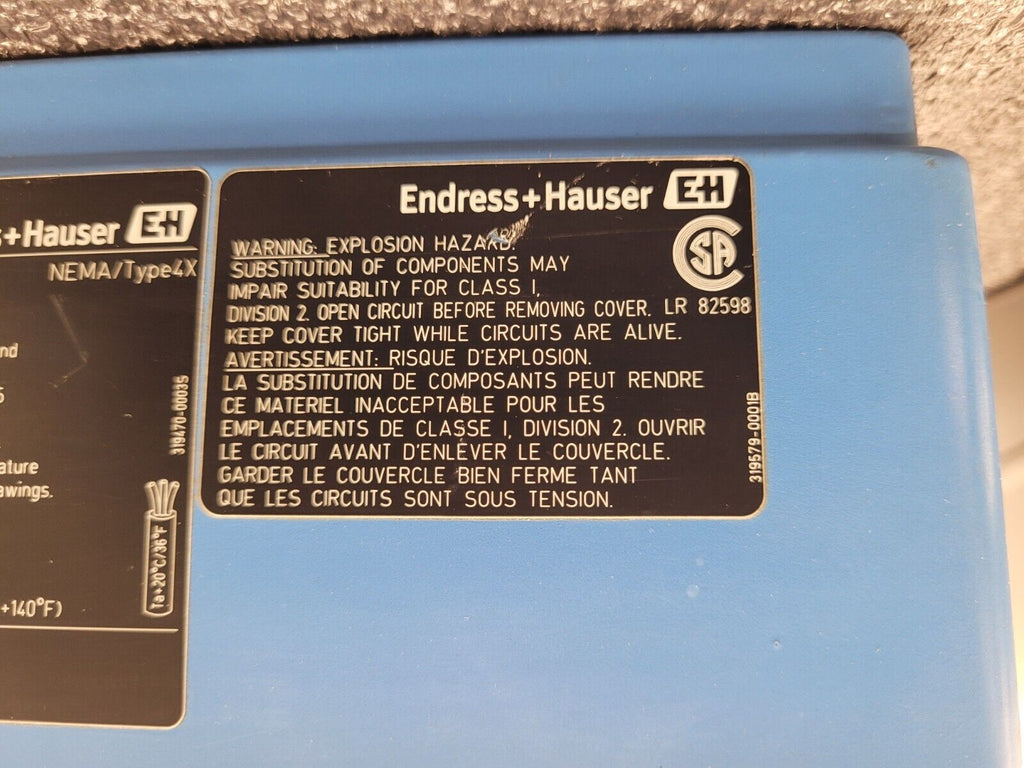 +Hauser EH
NEMA/Type4X
nd
ature
awings.
319470-0003S
Ta+20°C/36°F
+140°F)
Endress+Hauser EH
SA
WARNING: EXPLOSION HAZARD.
SUBSTITUTION OF COMPONENTS MAY
IMPAIR SUITABILITY FOR CLASS I,
DIVISION 2. OPEN CIRCUIT BEFORE REMOVING COVER. LR 82598
KEEP COVER TIGHT WHILE CIRCUITS ARE ALIVE.
AVERTISSEMENT: RISQUE D'EXPLOSION.
LA SUBSTITUTION DE COMPOSANTS PEUT RENDRE
CE MATERIEL INACCEPTABLE POUR LES
EMPLACEMENTS DE CLASSE I, DIVISION 2. OUVRIR
LE CIRCUIT AVANT D'ENLEVER LE COUVERCLE.
GARDER LE COUVERCLE BIEN FERME TANT
QUE LES CIRCUITS SONT SOUS TENSION.
319579-0001B